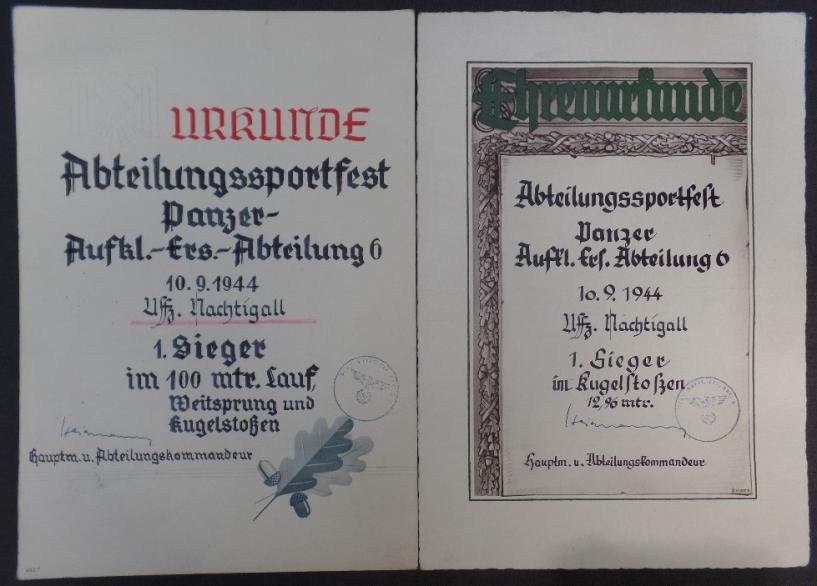 URKUNDE
Abteilungssportfest
Panzer-
Aufkl.-Ers.-Abteilung 6
10.9.1944
Uffz. Nachtigall
1. Sieger
im 100 mtr. Lauf,
Weitsprung und
Kugelstoßen
Hauptm. u. Abteilungskommandeur
Ehrenurkunde
Abteilungssportfest
Panzer
Aufkl. Ers. Abteilung 6
10.9.1944
Uffz. Nachtigall
1. Sieger
im Kugelstoßen
12,96 mtr.
Hauptm. u. Abteilungskommandeur